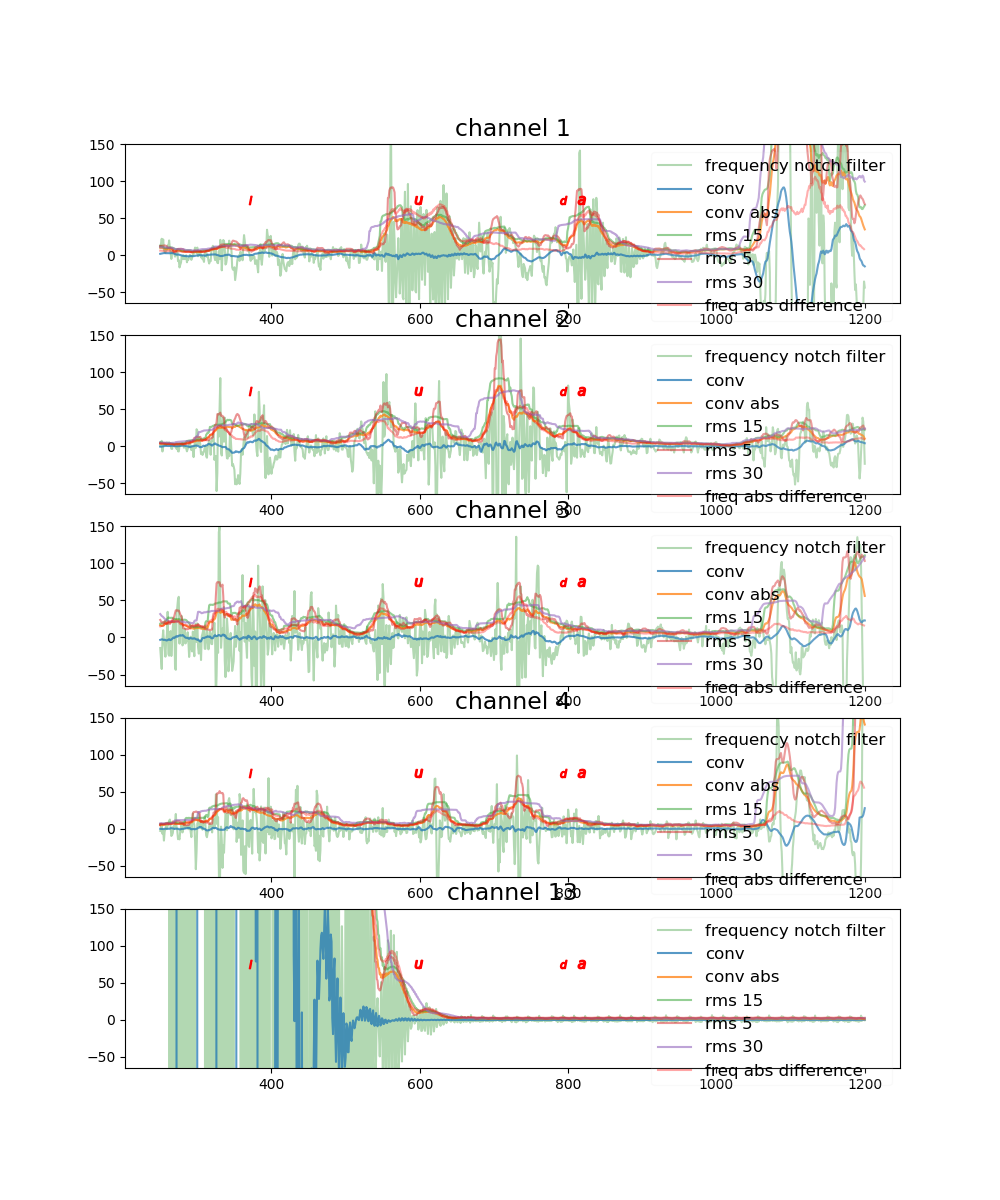 channel 1
150
100
50
0
−50
l
u
d
a
frequency notch filter
conv
conv abs
rms 15
rms 5
rms 30
freq abs difference
400
600
800
1000
1200
channel 2
150
100
50
0
−50
l
u
d
a
frequency notch filter
conv
conv abs
rms 15
rms 5
rms 30
freq abs difference
400
600
800
1000
1200
channel 3
150
100
50
0
−50
l
u
d
a
frequency notch filter
conv
conv abs
rms 15
rms 5
rms 30
freq abs difference
400
600
800
1000
1200
channel 4
150
100
50
0
−50
l
u
d
a
frequency notch filter
conv
conv abs
rms 15
rms 5
rms 30
freq abs difference
400
600
800
1000
1200
channel 13
150
100
50
0
−50
l
u
d
a
frequency notch filter
conv
conv abs
rms 15
rms 5
rms 30
freq abs difference
400
600
800
1000
1200